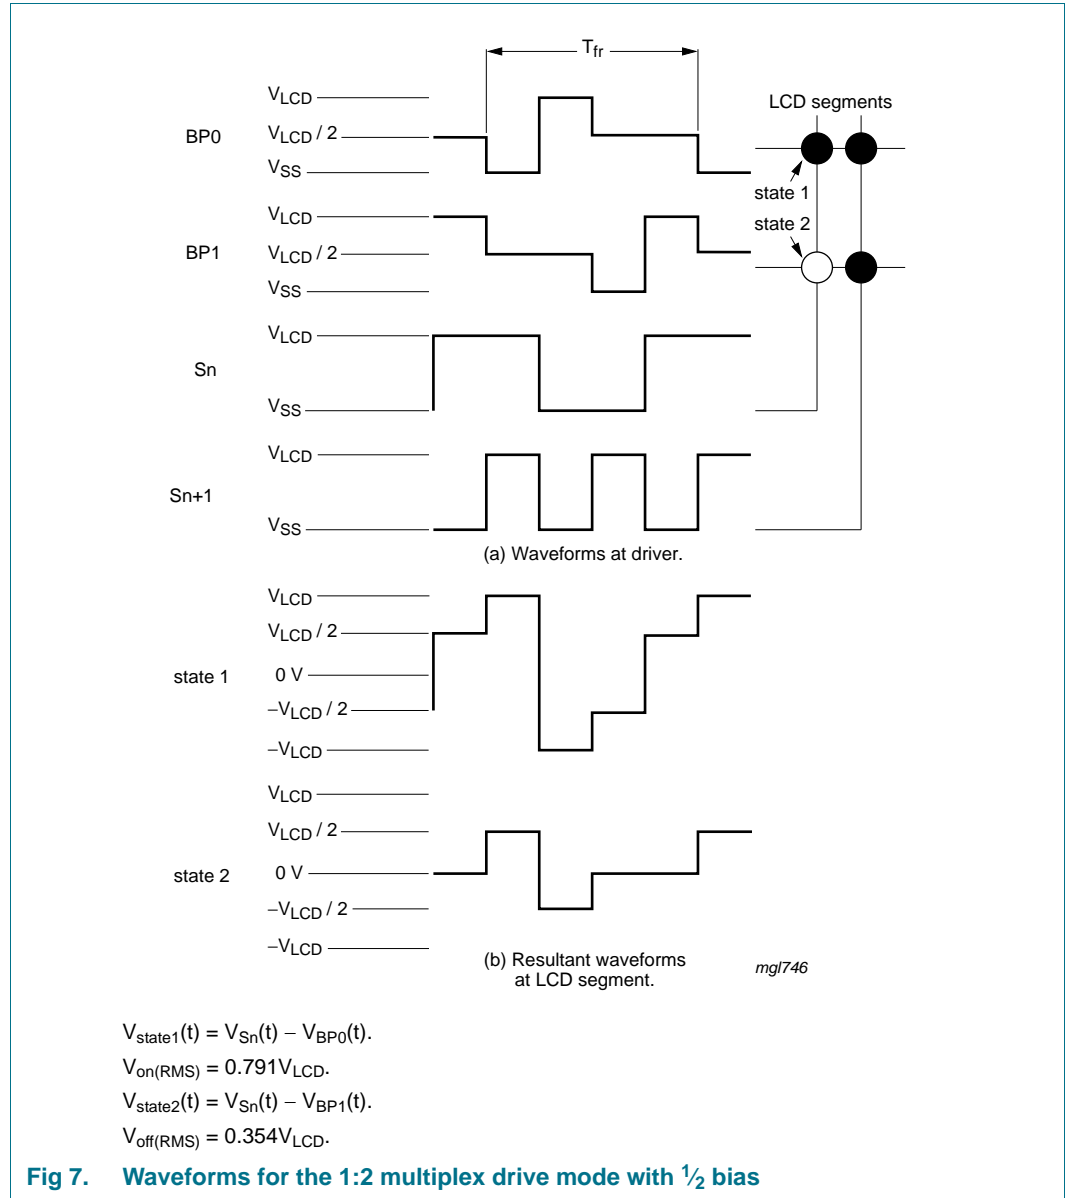 Tfr
BP0
VLCD
VLCD / 2
VSS
LCD segments
state 1
state 2
BP1
VLCD
VLCD / 2
VSS
Sn
VLCD
VSS
Sn+1
VLCD
VSS
(a) Waveforms at driver.
state 1
VLCD
VLCD / 2
0 V
−VLCD / 2
−VLCD
state 2
VLCD
VLCD / 2
0 V
−VLCD / 2
−VLCD
(b) Resultant waveforms
at LCD segment.
mgl746
Vstate1(t) = VSn(t) − VBP0(t).
Von(RMS) = 0.791VLCD.
Vstate2(t) = VSn(t) − VBP1(t).
Voff(RMS) = 0.354VLCD.
Fig 7. Waveforms for the 1:2 multiplex drive mode with 1⁄2 bias